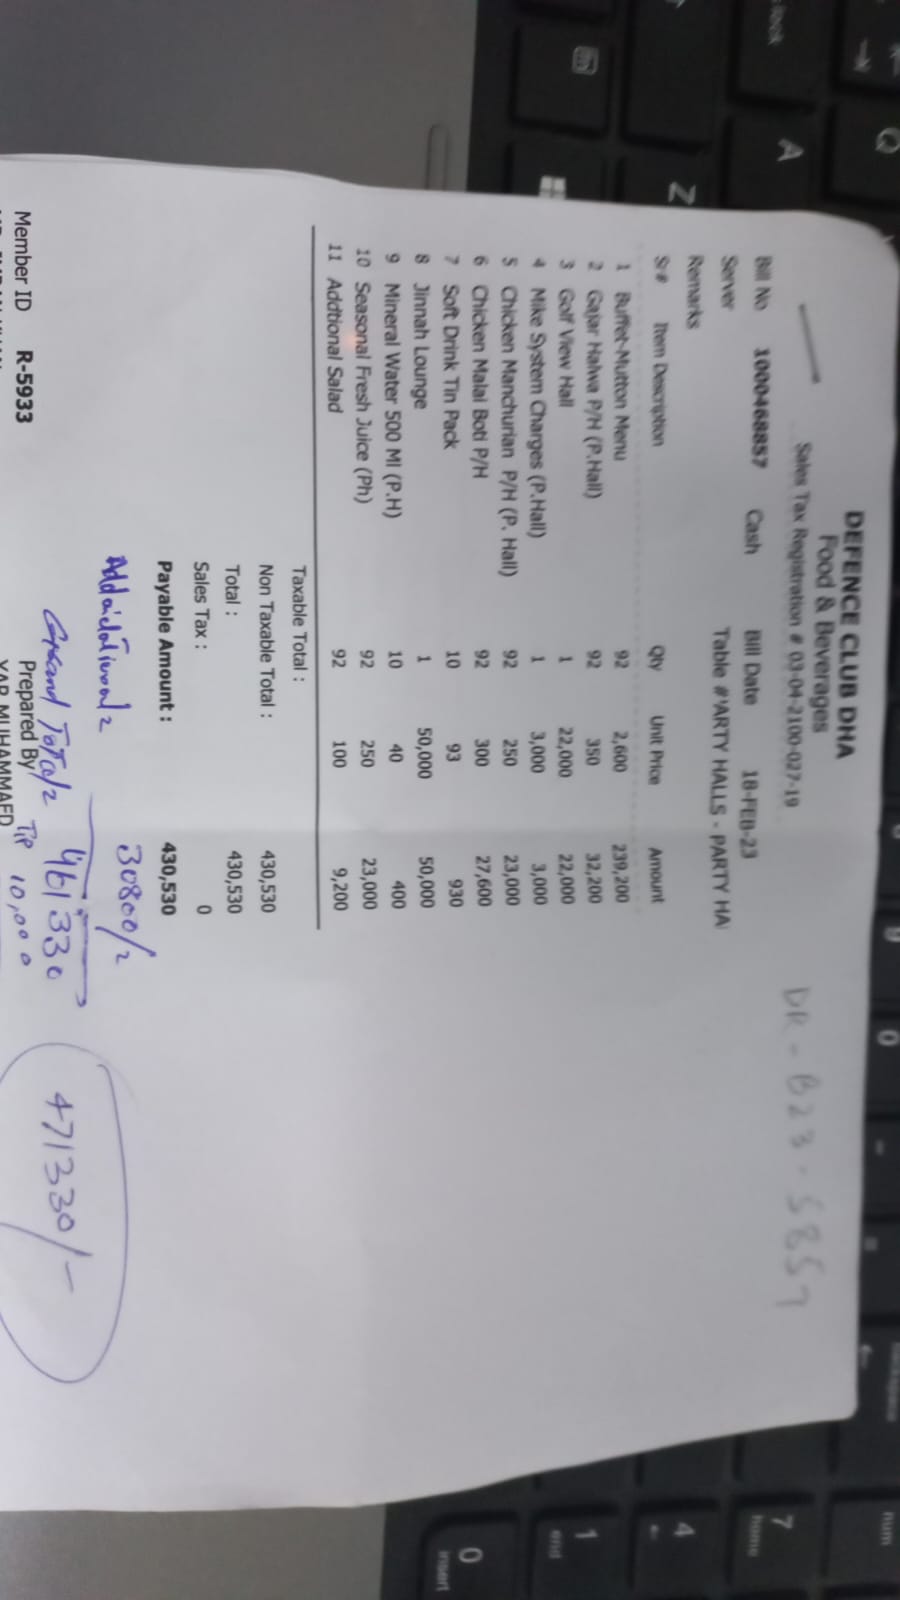 DEFENCE CLUB DHA
Food & Beverages
Sales Tax Registration # 03-04-2100-027-19
DR-B23-5857
Bill No 1000468857 Cash Bill Date 18-FEB-23
Server Table #'ARTY HALLS - PARTY HA
Remarks
Sr# Item Description Qty Unit Price Amount
1 Buffet-Mutton Menu 92 2,600 239,200
2 Gajar Halwa P/H (P.Hall) 92 350 32,200
3 Golf View Hall 1 22,000 22,000
4 Mike System Charges (P.Hall) 1 3,000 3,000
5 Chicken Manchurian P/H (P. Hall) 92 250 23,000
6 Chicken Malai Boti P/H 92 300 27,600
7 Soft Drink Tin Pack 10 93 930
8 Jinnah Lounge 1 50,000 50,000
9 Mineral Water 500 Ml (P.H) 10 40 400
10 Seasonal Fresh Juice (Ph) 92 250 23,000
11 Addtional Salad 92 100 9,200
Taxable Total :
Non Taxable Total : 430,530
Total : 430,530
Sales Tax : 0
Payable Amount : 430,530
30800/=
Grand Total= 461330
471330/-
Tip 10,000
Member ID R-5933 Prepared By
YAR MUHAMMAFD